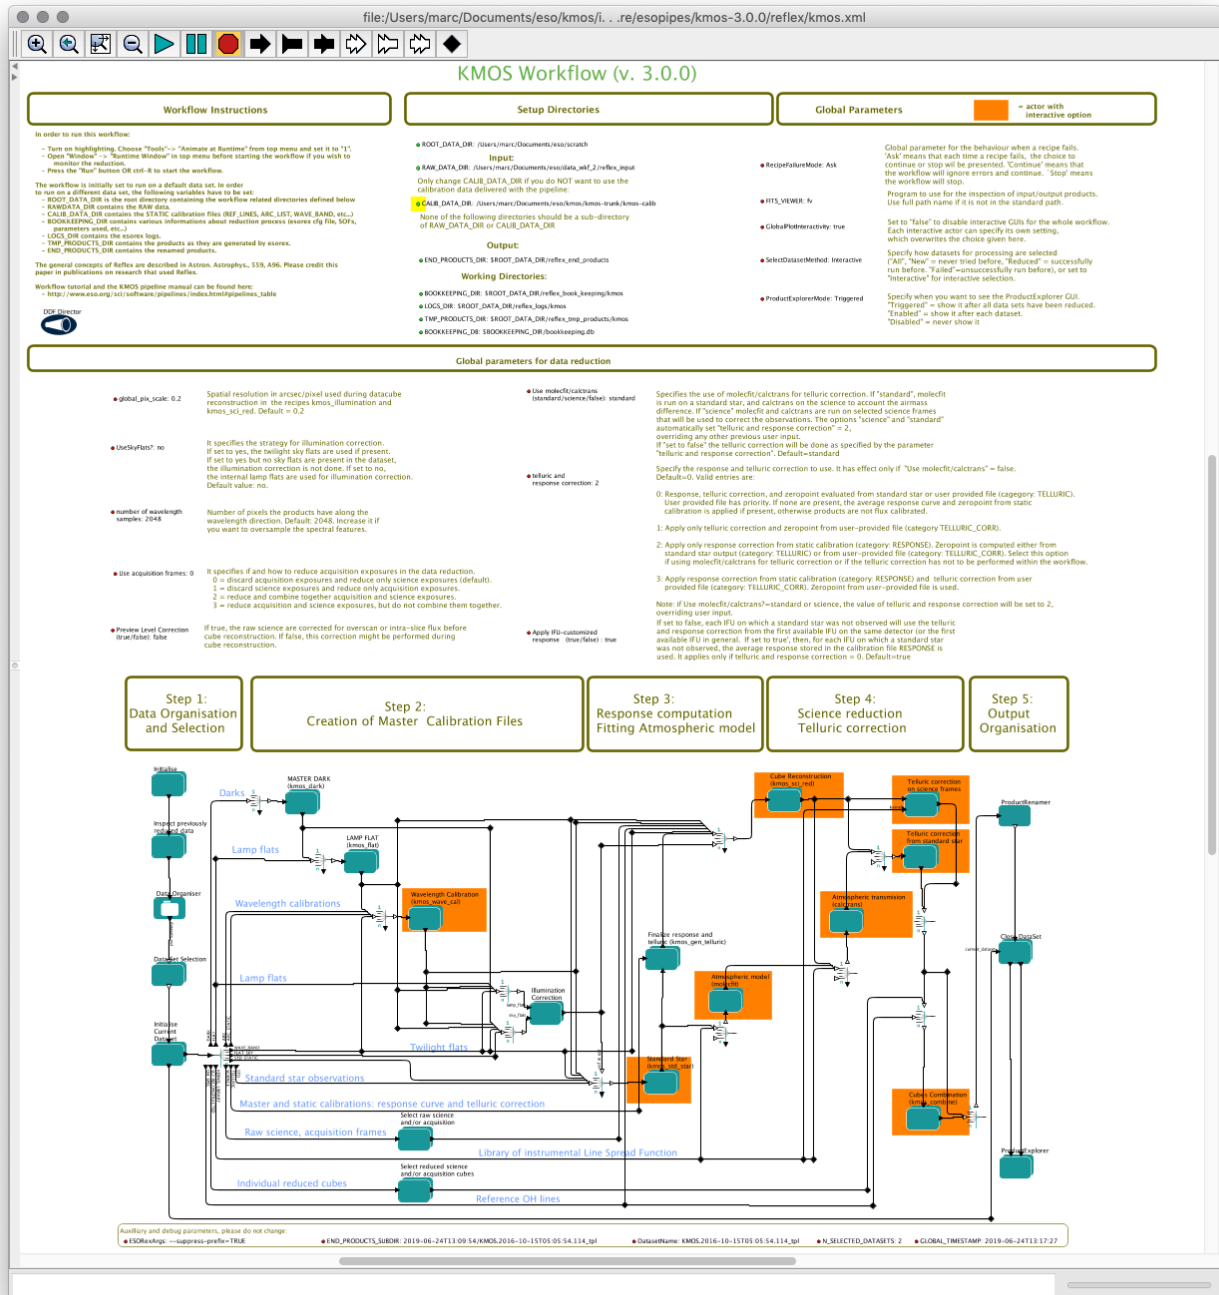 file:/Users/marc/Documents/eso/kmos/i. . .re/esopipes/kmos-3.0.0/reflex/kmos.xml
KMOS Workflow (v. 3.0.0)
Workflow Instructions
In order to run this workflow:
- Turn on highlighting. Choose "Tools"-> "Animate at Runtime" from top menu and set it to "1".
- Open "Window" -> "Runtime Window" in top menu before starting the workflow if you wish to
monitor the reduction.
- Press the "Run" button OR ctrl-R to start the workflow.
The workflow is initially set to run on a default data set. In order
to run on a different data set, the following variables have to be set:
- ROOT_DATA_DIR is the root directory containing the workflow related directories defined below
- RAWDATA_DIR contains the RAW data.
- CALIB_DATA_DIR contains the STATIC calibration files (REF_LINES, ARC_LIST, WAVE_BAND, etc...)
- BOOKKEEPING_DIR contains various informations about reduction process (esorex cfg file, SOFs,
parameters used, etc...)
- LOGS_DIR contains the esorex logs.
- TMP_PRODUCTS_DIR contains the products as they are generated by esorex.
- END_PRODUCTS_DIR contains the renamed products.
The general concepts of Reflex are described in Astron. Astrophys., 559, A96. Please credit this
paper in publications on research that used Reflex.
Workflow tutorial and the KMOS pipeline manual can be found here:
- http://www.eso.org/sci/software/pipelines/index.html#pipelines_table
DDF Director
Setup Directories
ROOT_DATA_DIR: /Users/marc/Documents/eso/scratch
Input:
RAW_DATA_DIR: /Users/marc/Documents/eso/data_wkf_2/reflex_input
Only change CALIB_DATA_DIR if you do NOT want to use the
calibration data delivered with the pipeline:
CALIB_DATA_DIR: /Users/marc/Documents/eso/kmos/kmos-trunk/kmos-calib
None of the following directories should be a sub-directory
of RAW_DATA_DIR or CALIB_DATA_DIR
Output:
END_PRODUCTS_DIR: $ROOT_DATA_DIR/reflex_end_products
Working Directories:
BOOKKEEPING_DIR: $ROOT_DATA_DIR/reflex_book_keeping/kmos
LOGS_DIR: $ROOT_DATA_DIR/reflex_logs/kmos
TMP_PRODUCTS_DIR: $ROOT_DATA_DIR/reflex_tmp_products/kmos
BOOKKEEPING_DB: $BOOKKEEPING_DIR/bookkeeping.db
Global Parameters
= actor with
interactive option
RecipeFailureMode: Ask
Global parameter for the behaviour when a recipe fails.
'Ask' means that each time a recipe fails, the choice to
continue or stop wil be presented. 'Continue' means that
the workflow will ignore errors and continue. `Stop' means
the workflow will stop.
FITS_VIEWER: fv
Program to use for the inspection of input/output products.
Use full path name if it is not in the standard path.
GlobalPlotInteractivity: true
Set to "false" to disable interactive GUIs for the whole workflow.
Each interactive actor can specify its own setting,
which overwrites the choice given here.
SelectDatasetMethod: Interactive
Specify how datasets for processing are selected
("All", "New" = never tried before, "Reduced" = successfully
run before. "Failed"=unsuccessfully run before), or set to
"Interactive" for interactive selection.
ProductExplorerMode: Triggered
Specify when you want to see the ProductExplorer GUI.
"Triggered" = show it after all data sets have been reduced.
"Enabled" = show it after each dataset.
"Disabled" = never show it
Global parameters for data reduction
global_pix_scale: 0.2
Spatial resolution in arcsec/pixel used during datacube
reconstruction in the recipes kmos_illumination and
kmos_sci_red. Default = 0.2
UseSkyFlats?: no
It specifies the strategy for illumination correction.
If set to yes, the twilight sky flats are used if present.
If set to yes but no sky flats are present in the dataset,
the illumination correction is not done. If set to no,
the internal lamp flats are used for illumination correction.
Default value: no.
number of wavelength
samples: 2048
Number of pixels the products have along the
wavelength direction. Default: 2048. Increase it if
you want to oversample the spectral features.
Use acquisition frames: 0
It specifies if and how to reduce acquisition exposures in the data reduction.
0 = discard acquisition exposures and reduce only science exposures (default).
1 = discard science exposures and reduce only acquisition exposures.
2 = reduce and combine together acquisition and science exposures.
3 = reduce acquisition and science exposures, but do not combine them together.
Preview Level Correction
(true/false): false
If true, the raw science are corrected for overscan or intra-slice flux before
cube reconstruction. If false, this correction might be performed during
cube reconstruction.
Use molecfit/calctrans
(standard/science/false): standard
Specifies the use of molecfit/calctrans for telluric correction. If "standard", molecfit
is run on a standard star, and calctrans on the science to account the airmass
difference. If "science" molecfit and calctrans are run on selected science frames
that will be used to correct the observations. The options "science" and "standard"
automatically set "telluric and response correction" = 2,
overriding any other previous user input.
If "set to false" the telluric correction will be done as specified by the parameter
"telluric and response correction". Default=standard
telluric and
response correction: 2
Specify the response and telluric correction to use. It has effect only if "Use molecfit/calctrans" = false.
Default=0. Valid entries are:
0: Response, telluric correction, and zeropoint evaluated from standard star or user provided file (cagegory: TELLURIC).
User provided file has priority. If none are present, the average response curve and zeropoint from static
calibration is applied if present, otherwise products are not flux calibrated.
1: Apply only telluric correction and zeropoint from user-provided file (category TELLURIC_CORR).
2: Apply only response correction from static calibration (category: RESPONSE). Zeropoint is computed either from
standard star output (category: TELLURIC) or from user-provided file (category: TELLURIC_CORR). Select this option
if using molecfit/calctrans for telluric correction or if the telluric correction has not to be performed within the workflow.
3: Apply response correction from static calibration (category: RESPONSE) and telluric correction from user
provided file (category: TELLURIC_CORR). Zeropoint from user-provided file is used.
Note: if Use molecfit/calctrans?=standard or science, the value of telluric and response correction will be set to 2,
overriding user input.
Apply IFU-customized
response (true/false) : true
If set to false, each IFU on which a standard star was not observed will use the telluric
and response correction from the first available IFU on the same detector (or the first
available IFU in general. If set to true', then, for each IFU on which a standard star
was not observed, the average response stored in the calibration file RESPONSE is
used. It applies only if telluric and response correction = 0. Default=true
Step 1:
Data Organisation
and Selection
Step 2:
Creation of Master Calibration Files
Step 3:
Response computation
Fitting Atmospheric model
Step 4:
Science reduction
Telluric correction
Step 5:
Output
Organisation
Initialise
Inspect previously
reduced data
Data Organiser
DataSet Selection
Initialise
Current
Dataset
Darks
MASTER DARK
(kmos_dark)
Lamp flats
LAMP FLAT
(kmos_flat)
Wavelength calibrations
Wavelength Calibration
(kmos_wave_cal)
Lamp flats
Illumination
Correction
Twilight flats
Standard star observations
Standard Star
(kmos_std_star)
Master and static calibrations: response curve and telluric correction
Select raw science
and/or acquisition
Raw science, acquisition frames
Library of instrumental Line Spread Function
Select reduced science
and/or acquisition cubes
Individual reduced cubes
Reference OH lines
Finalize response and
telluric (kmos_gen_telluric)
Atmospheric model
(molecfit)
Cube Reconstruction
(kmos_sci_red)
Telluric correction
on science frames
Telluric correction
from standard star
Atmospheric transmision
(calctrans)
Cubes Combination
(kmos_combine)
ProductRenamer
Close DataSet
ProductExplorer
Auxilliary and debug parameters, please do not change:
ESORexArgs: --suppress-prefix=TRUE
END_PRODUCTS_SUBDIR: 2019-06-24T13:09:54/KMOS.2016-10-15T05:05:54.114_tpl
DatasetName: KMOS.2016-10-15T05:05:54.114_tpl
N_SELECTED_DATASETS: 2
GLOBAL_TIMESTAMP: 2019-06-24T13:17:27